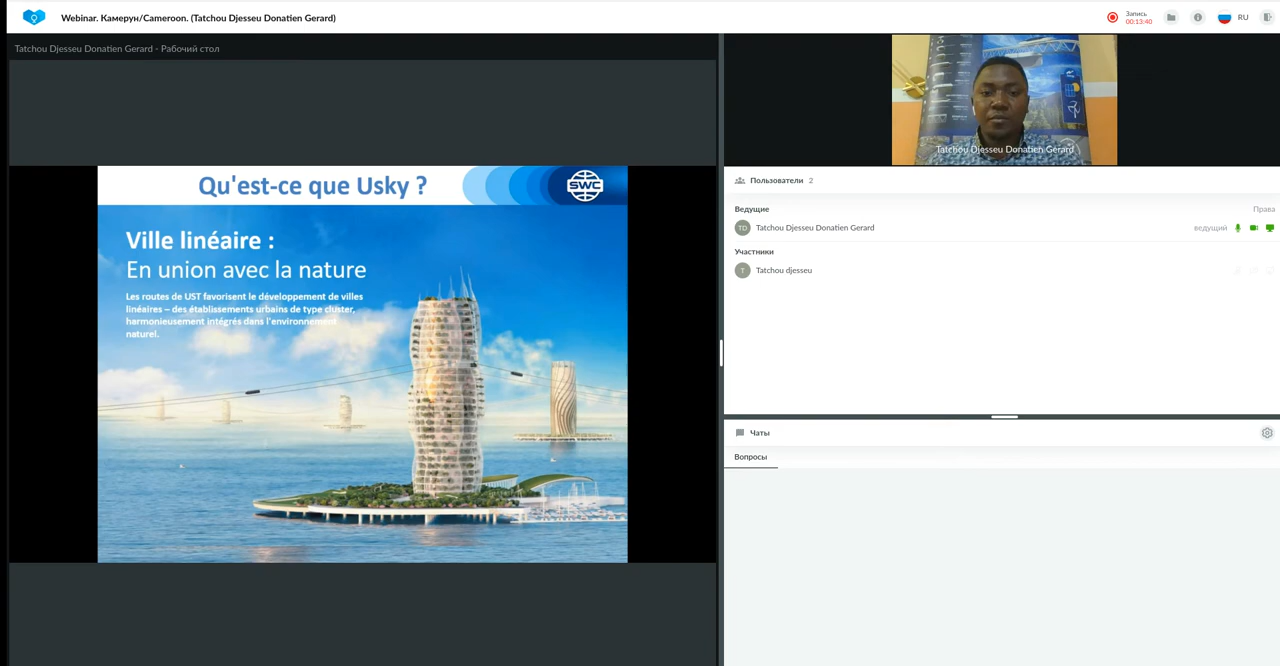 Webinar. Камерун/Cameroon. (Tatchou Djesseu Donatien Gerard)
Запись
00:13:40
RU
Tatchou Djesseu Donatien Gerard - Рабочий стол
Qu'est-ce que Usky ?
SWC
Ville linéaire :
En union avec la nature
Les routes de UST favorisent le développement de villes
linéaires – des établissements urbains de type cluster,
harmonieusement intégrés dans l'environnement
naturel.
Tatchou Djesseu Donatien Gerard
Пользователи 2
Ведущие Права
TD Tatchou Djesseu Donatien Gerard ведущий
Участники
T Tatchou djesseu
Чаты
Вопросы